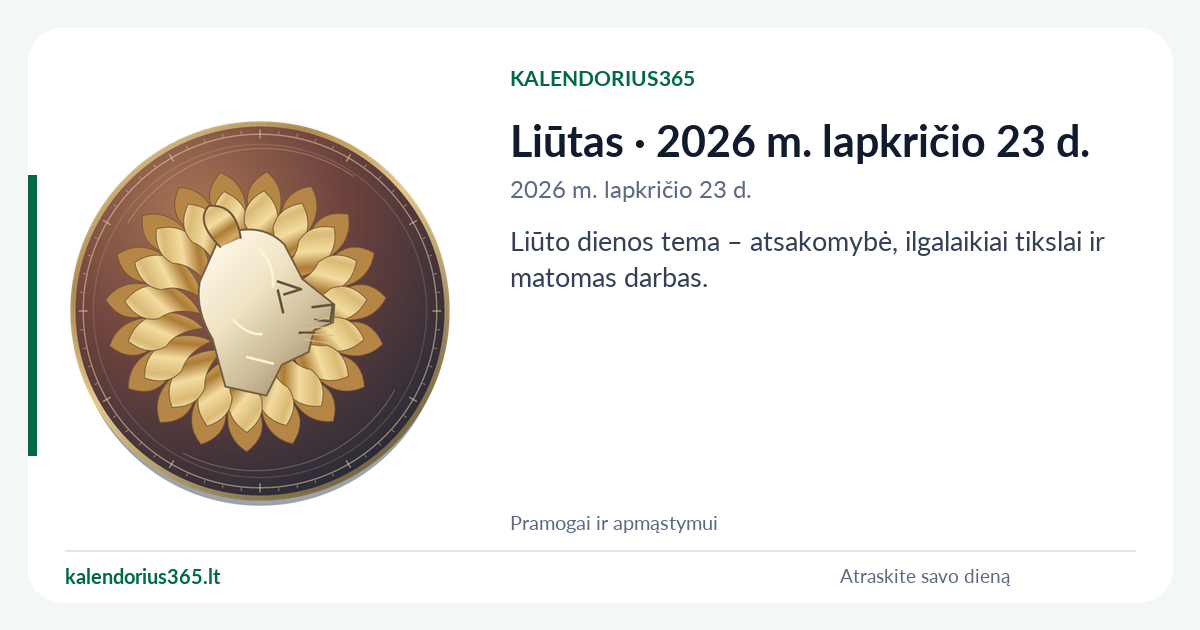 KALENDORIUS365
Liūtas · 2026 m. lapkričio 23 d.
2026 m. lapkričio 23 d.
Liūto dienos tema – atsakomybė, ilgalaikiai tikslai ir
matomas darbas.
Pramogai ir apmąstymui
kalendorius365.lt
Atraskite savo dieną